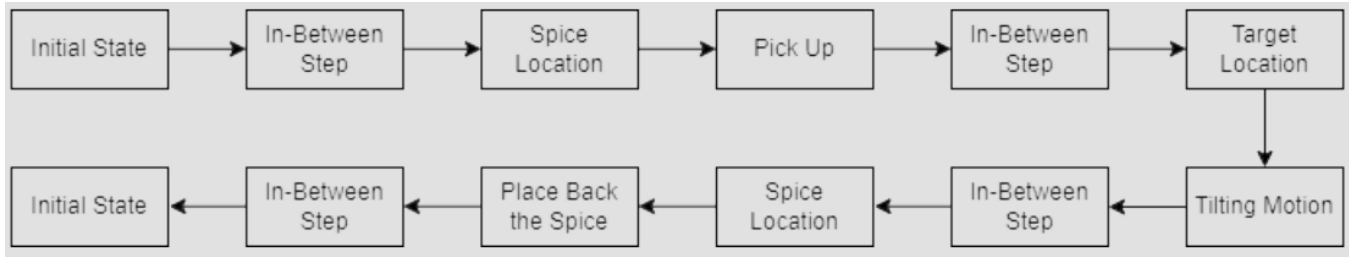 Initial State
In-Between
Step
Spice
Location
Pick Up
In-Between
Step
Target
Location
Initial State
In-Between
Step
Place Back
the Spice
Spice
Location
In-Between
Step
Tilting Motion